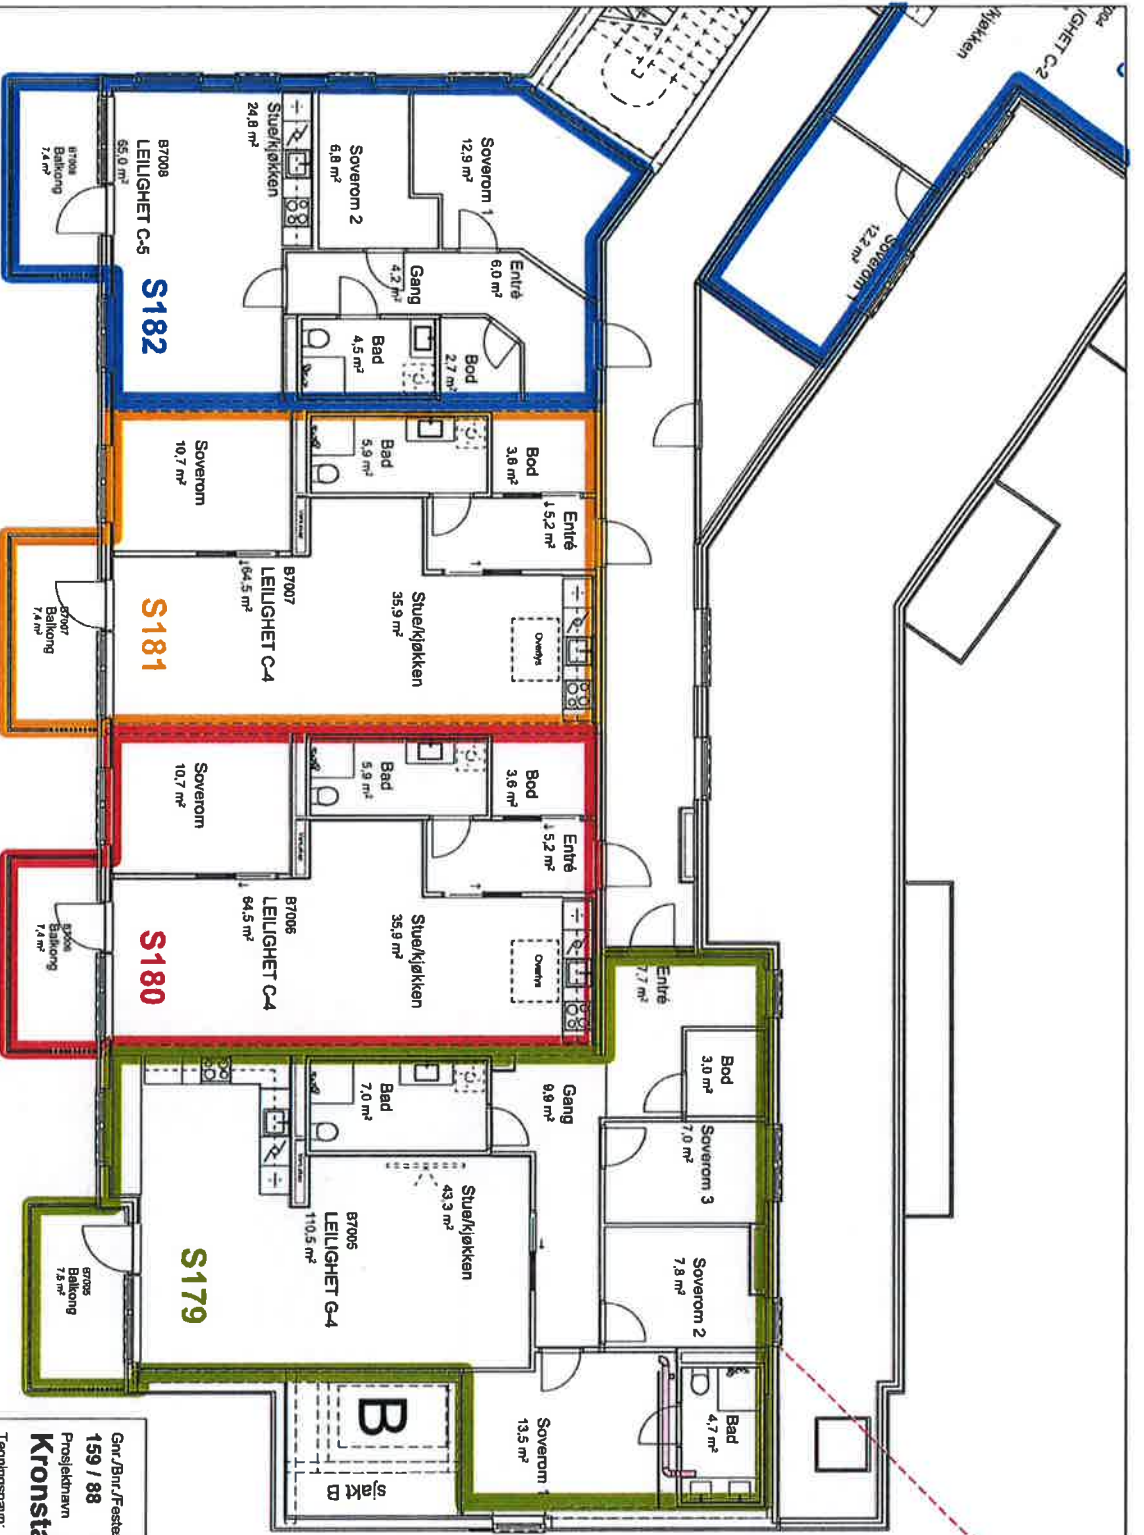 7004
IGHET C-2
/kjøkken
Soverom 1
12,2 m²
Soverom 1
12,9 m²
Soverom 2
6,8 m²
Stue/kjøkken
24,8 m²
Entré
6,0 m²
Gang
4,2 m²
Bad
4,5 m²
Bod
2,7 m²
B7008
LEILIGHET C-5
65,0 m²
S182
B7008
Balkong
7,4 m²
Bod
3,6 m²
Entré
5,2 m²
Bad
5,9 m²
Soverom
10,7 m²
Stue/kjøkken
35,9 m²
Overlys
B7007
LEILIGHET C-4
64,5 m²
S181
B7007
Balkong
7,4 m²
Bod
3,6 m²
Entré
5,2 m²
Bad
5,9 m²
Soverom
10,7 m²
Stue/kjøkken
35,9 m²
Overlys
B7006
LEILIGHET C-4
64,5 m²
S180
B7006
Balkong
7,4 m²
Entré
7,7 m²
Bod
3,0 m²
Soverom 3
7,0 m²
Soverom 2
7,8 m²
Bad
4,7 m²
Gang
9,9 m²
Bad
7,0 m²
Stue/kjøkken
43,3 m²
Soverom 1
13,5 m²
B7005
LEILIGHET G-4
110,5 m²
S179
B7005
Balkong
7,8 m²
B
sjakt B
Gnr./Bnr./Feste
159 / 88
Prosjektnavn
Kronsta
Tegningsnavn: